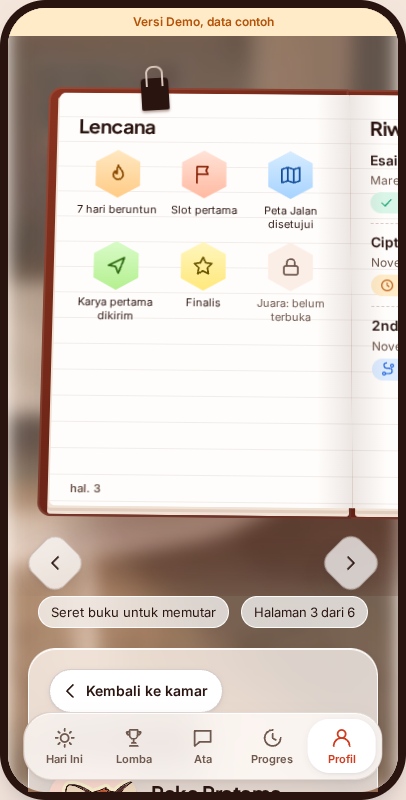 Versi Demo, data contoh
Lencana
7 hari beruntun
Slot pertama
Peta Jalan
disetujui
Karya pertama
dikirim
Finalis
Juara: belum
terbuka
hal. 3
Esai
Mare
Nove
2nd
Nove
Seret buku untuk memutar
Halaman 3 dari 6
Kembali ke kamar
Hari Ini
Lomba
Ata
Progres
Profil